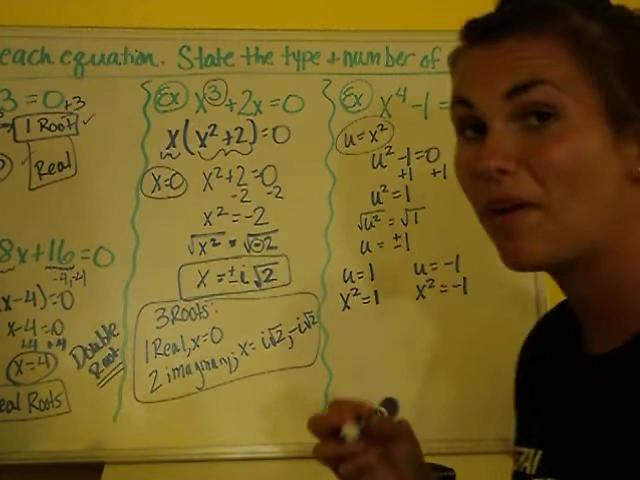 each equation. State the type + number of
3 = 0
+3
1 Root
Real
8x+16 = 0
-4 -4
(x-4)=0
x-4=0
+4 +4
x=4
Double Root
Real Roots
Ex x³+2x=0
x(x²+2)=0
x=0 x²+2=0
-2 -2
x²=-2
√x² = √-2
x=±i√2
3 Roots:
1 Real, x=0
2 imaginary; x= i√2, -i√2
Ex x⁴-1=
u=x²
u²-1=0
+1 +1
u²=1
√u²=√1
u=±1
u=1 u=-1
x²=1 x²=-1